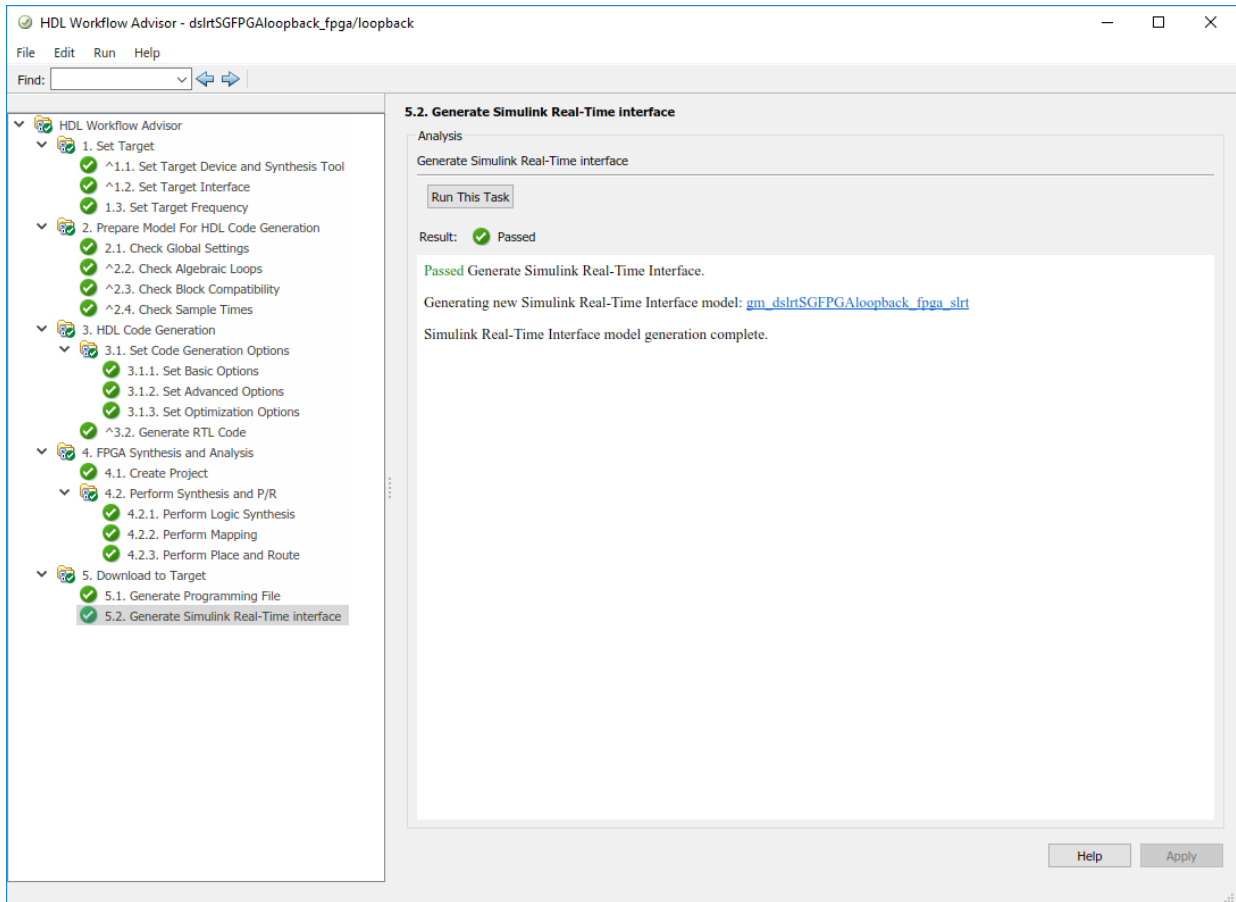 HDL Workflow Advisor - dslrtSGFPGAloopback_fpga/loopback
File Edit Run Help
Find:
HDL Workflow Advisor
1. Set Target
^1.1. Set Target Device and Synthesis Tool
^1.2. Set Target Interface
1.3. Set Target Frequency
2. Prepare Model For HDL Code Generation
2.1. Check Global Settings
^2.2. Check Algebraic Loops
^2.3. Check Block Compatibility
^2.4. Check Sample Times
3. HDL Code Generation
3.1. Set Code Generation Options
3.1.1. Set Basic Options
3.1.2. Set Advanced Options
3.1.3. Set Optimization Options
^3.2. Generate RTL Code
4. FPGA Synthesis and Analysis
4.1. Create Project
4.2. Perform Synthesis and P/R
4.2.1. Perform Logic Synthesis
4.2.2. Perform Mapping
4.2.3. Perform Place and Route
5. Download to Target
5.1. Generate Programming File
5.2. Generate Simulink Real-Time interface
5.2. Generate Simulink Real-Time interface
Analysis
Generate Simulink Real-Time interface
Run This Task
Result: Passed
Passed Generate Simulink Real-Time Interface.
Generating new Simulink Real-Time Interface model: gm_dslrtSGFPGAloopback_fpga_slrt
Simulink Real-Time Interface model generation complete.
Help Apply